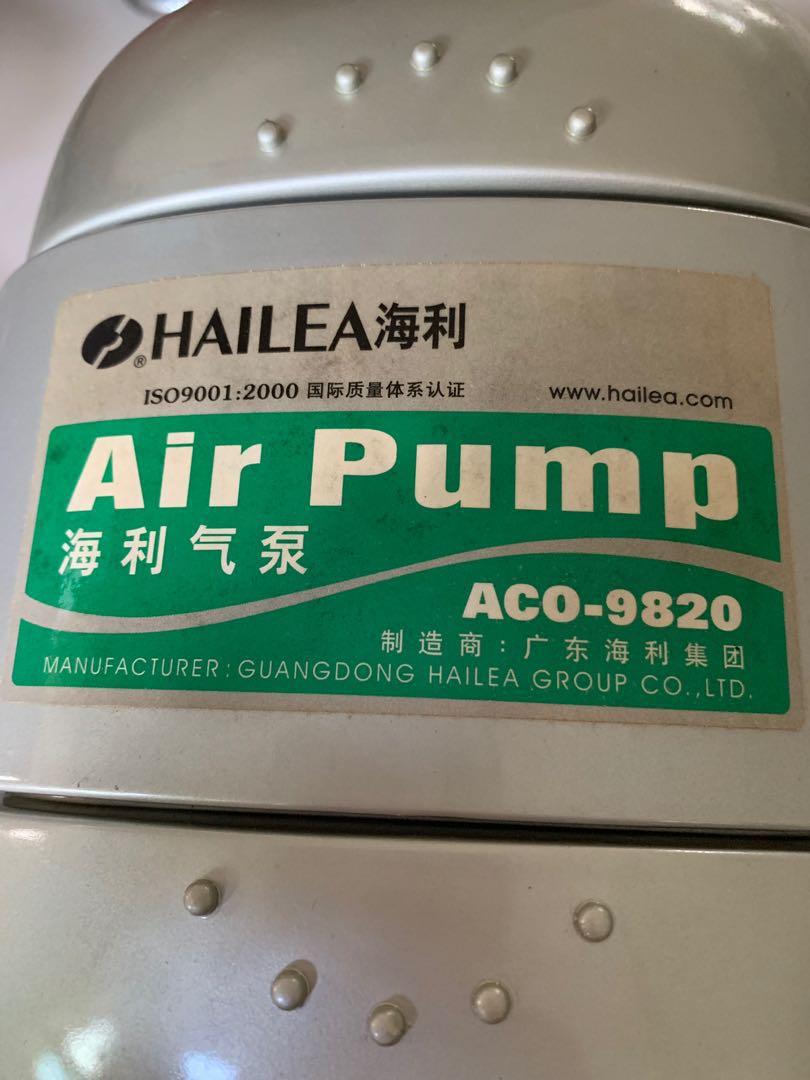 ® HAILEA海利
ISO9001:2000 国际质量体系认证 www.hailea.com
Air Pump
海利气泵
ACO-9820
制造商:广东海利集团
MANUFACTURER: GUANGDONG HAILEA GROUP CO.,LTD.